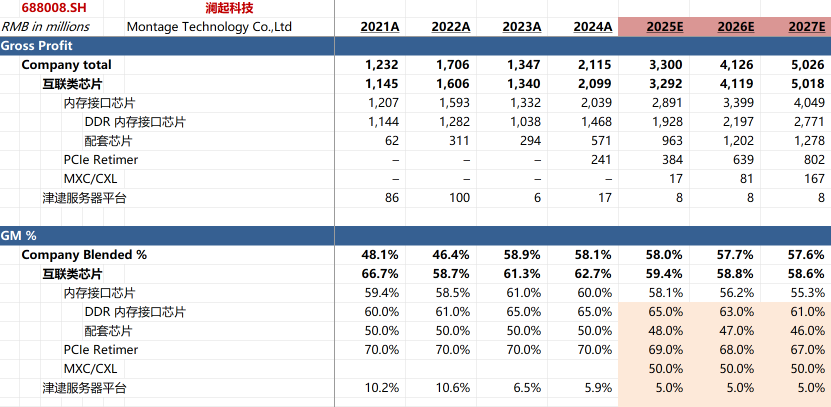 688008.SH 澜起科技
RMB in millions Montage Technology Co.,Ltd 2021A 2022A 2023A 2024A 2025E 2026E 2027E
Gross Profit
Company total 1,232 1,706 1,347 2,115 3,300 4,126 5,026
互联类芯片 1,145 1,606 1,340 2,099 3,292 4,119 5,018
内存接口芯片 1,207 1,593 1,332 2,039 2,891 3,399 4,049
DDR 内存接口芯片 1,144 1,282 1,038 1,468 1,928 2,197 2,771
配套芯片 62 311 294 571 963 1,202 1,278
PCIe Retimer – – – 241 384 639 802
MXC/CXL – – – – 17 81 167
津逮服务器平台 86 100 6 17 8 8 8
GM %
Company Blended % 48.1% 46.4% 58.9% 58.1% 58.0% 57.7% 57.6%
互联类芯片 66.7% 58.7% 61.3% 62.7% 59.4% 58.8% 58.6%
内存接口芯片 59.4% 58.5% 61.0% 60.0% 58.1% 56.2% 55.3%
DDR 内存接口芯片 60.0% 61.0% 65.0% 65.0% 65.0% 63.0% 61.0%
配套芯片 50.0% 50.0% 50.0% 50.0% 48.0% 47.0% 46.0%
PCIe Retimer 70.0% 70.0% 70.0% 70.0% 69.0% 68.0% 67.0%
MXC/CXL 50.0% 50.0% 50.0%
津逮服务器平台 10.2% 10.6% 6.5% 5.9% 5.0% 5.0% 5.0%